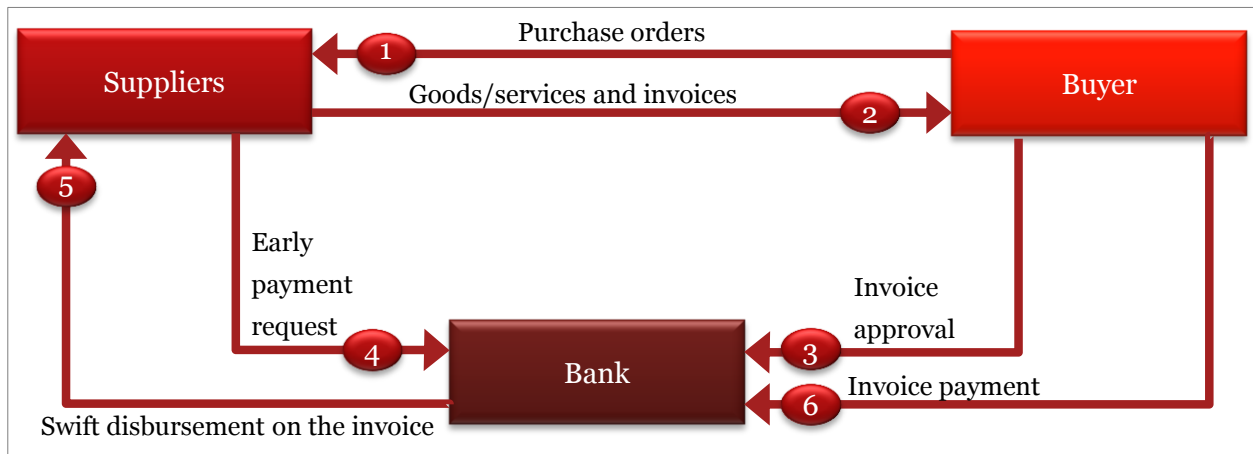 Purchase orders
1
Suppliers
Buyer
Goods/services and invoices
2
5
Early
payment
request
Invoice
approval
4
3
Bank
Invoice payment
6
Swift disbursement on the invoice